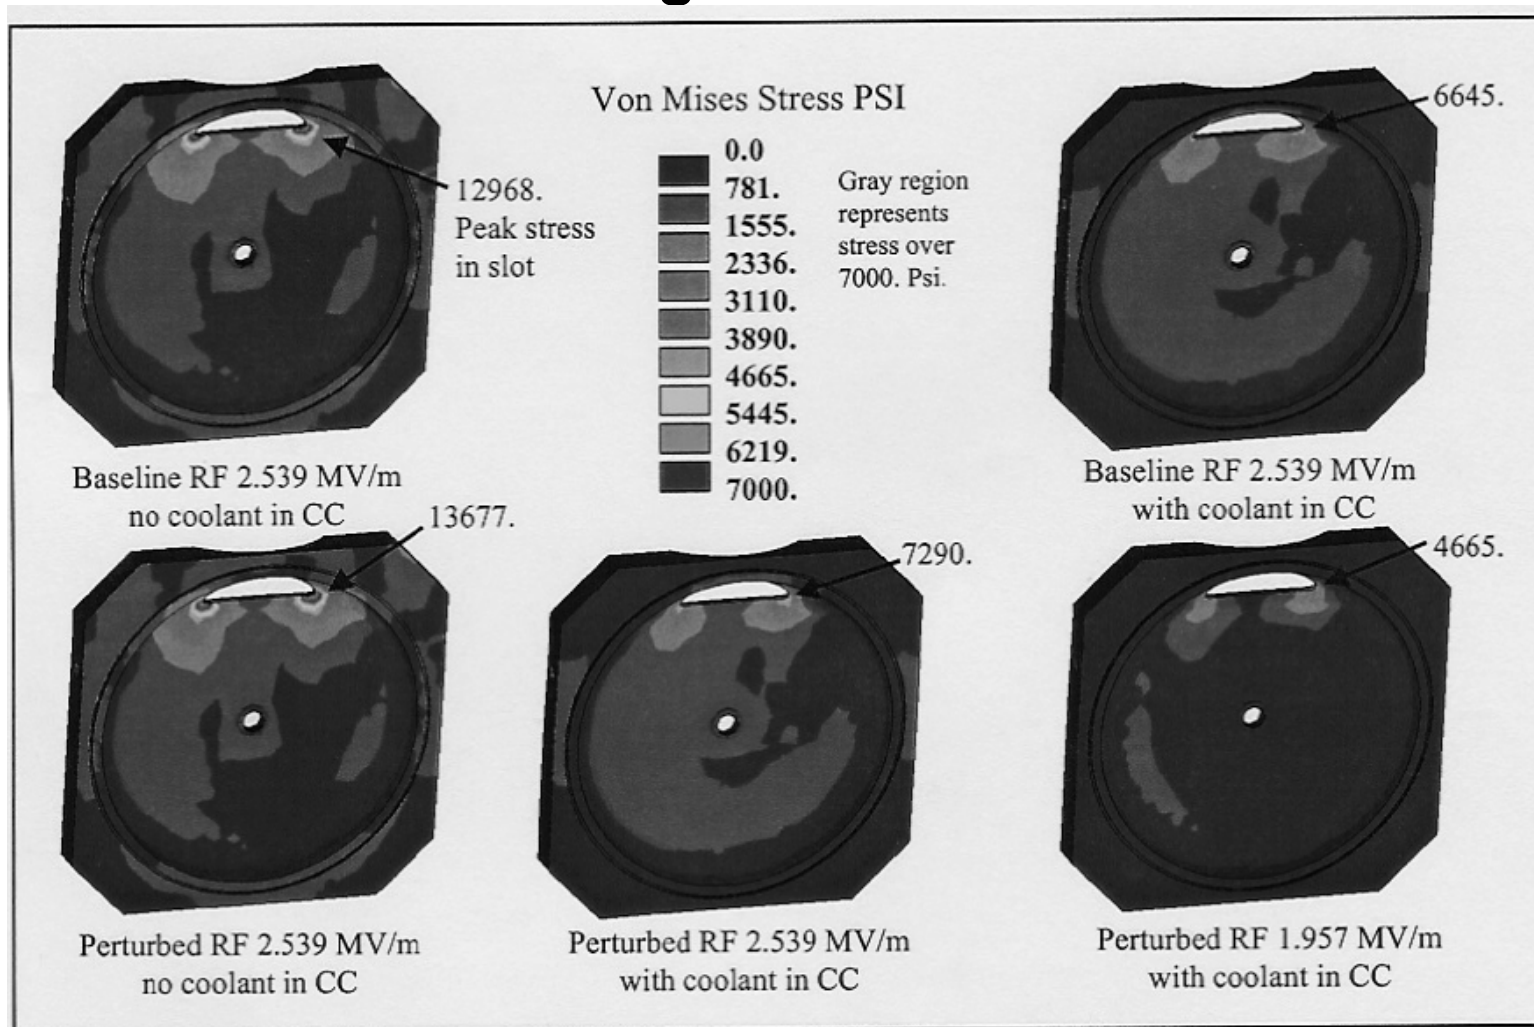 Von Mises Stress PSI
0.0
781.
1555.
2336.
3110.
3890.
4665.
5445.
6219.
7000.
Gray region
represents
stress over
7000. Psi.
12968.
Peak stress
in slot
Baseline RF 2.539 MV/m
no coolant in CC
6645.
Baseline RF 2.539 MV/m
with coolant in CC
13677.
Perturbed RF 2.539 MV/m
no coolant in CC
7290.
Perturbed RF 2.539 MV/m
with coolant in CC
4665.
Perturbed RF 1.957 MV/m
with coolant in CC